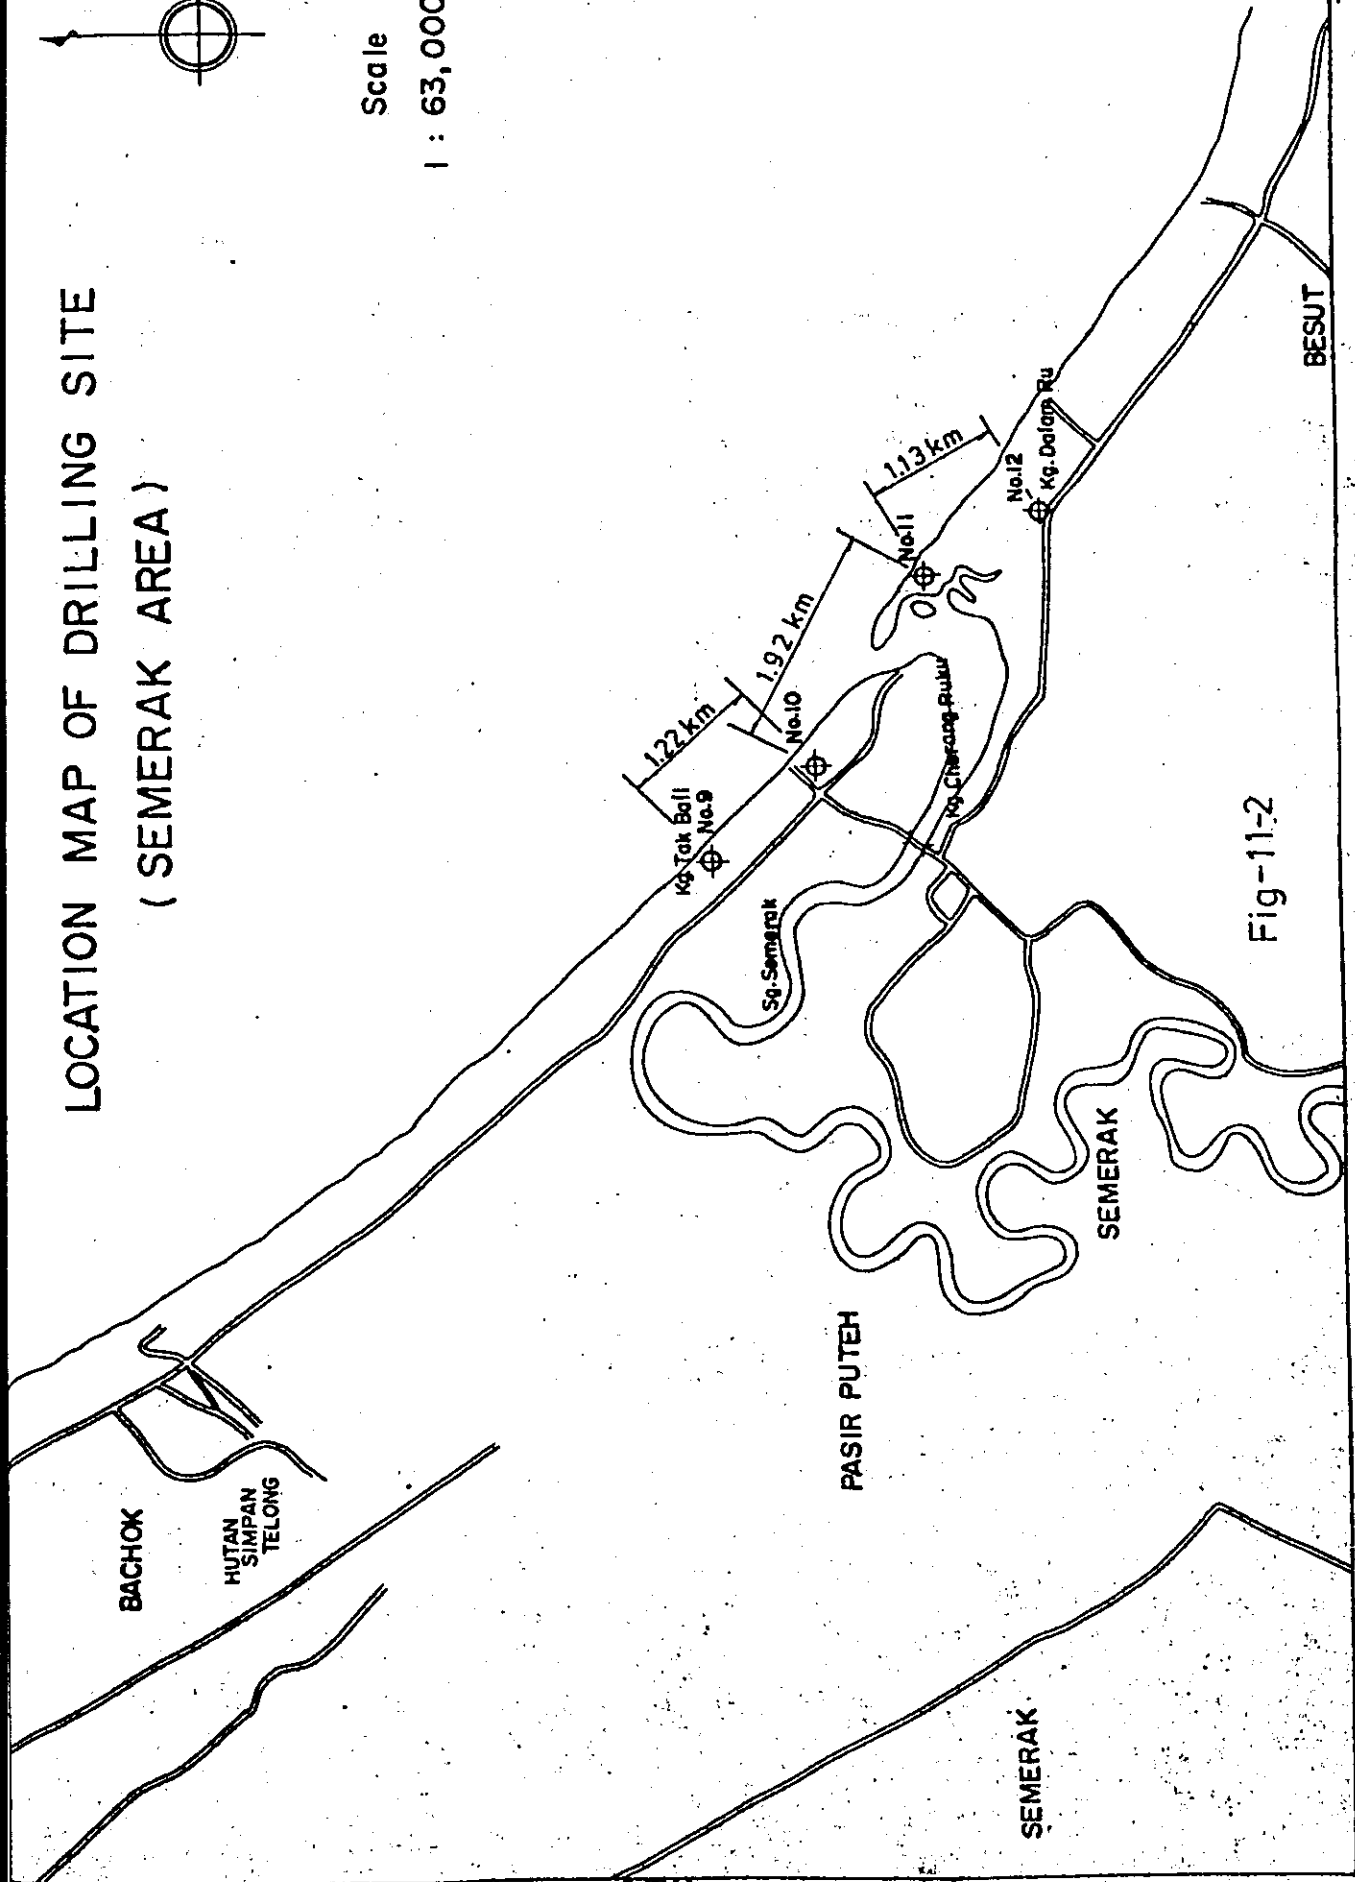 LOCATION MAP OF DRILLING SITE
(SEMERAK AREA)
Scale
1 : 63,000
BACHOK
HUTAN
SIMPAN
TELONG
Kg. Tak Bali
No.9
1.22 km
No.10
1.92 km
No.11
1.13 km
No.12
Kg. Dalam Ru
Sg. Semerak
Kg. Cherang Ruku
PASIR PUTEH
SEMERAK
SEMERAK
BESUT
Fig-11-2